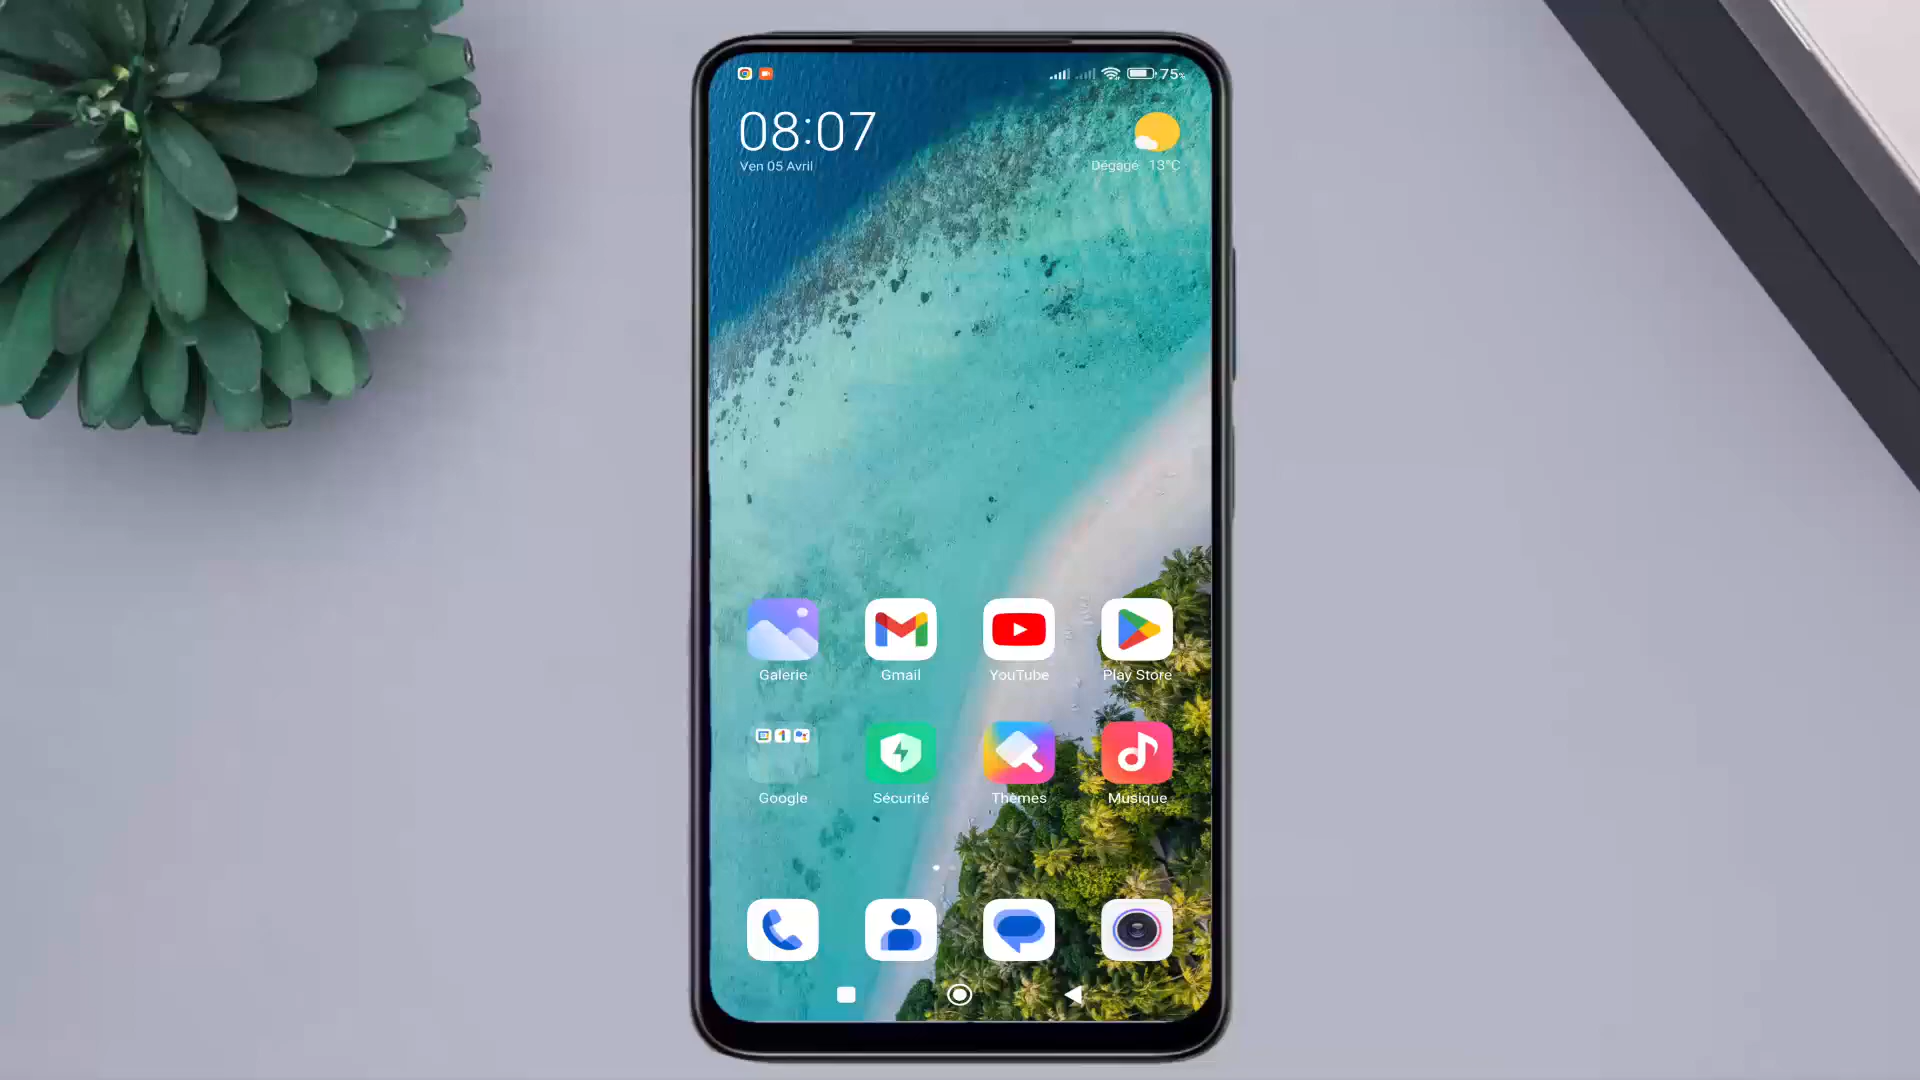 75%
08:07
Ven 05 Avril
Dégagé 13°C
Galerie
Gmail
YouTube
Play Store
Google
Sécurité
Thèmes
Musique